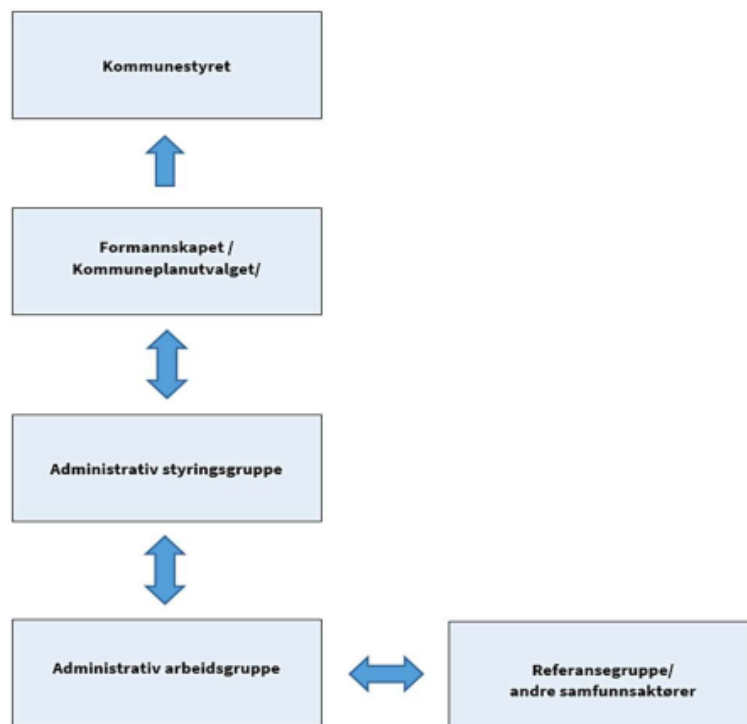 Kommunestyret
Formannskapet /
Kommuneplanutvalget/
Administrativ styringsgruppe
Administrativ arbeidsgruppe
Referansegruppe/
andre samfunnsaktører